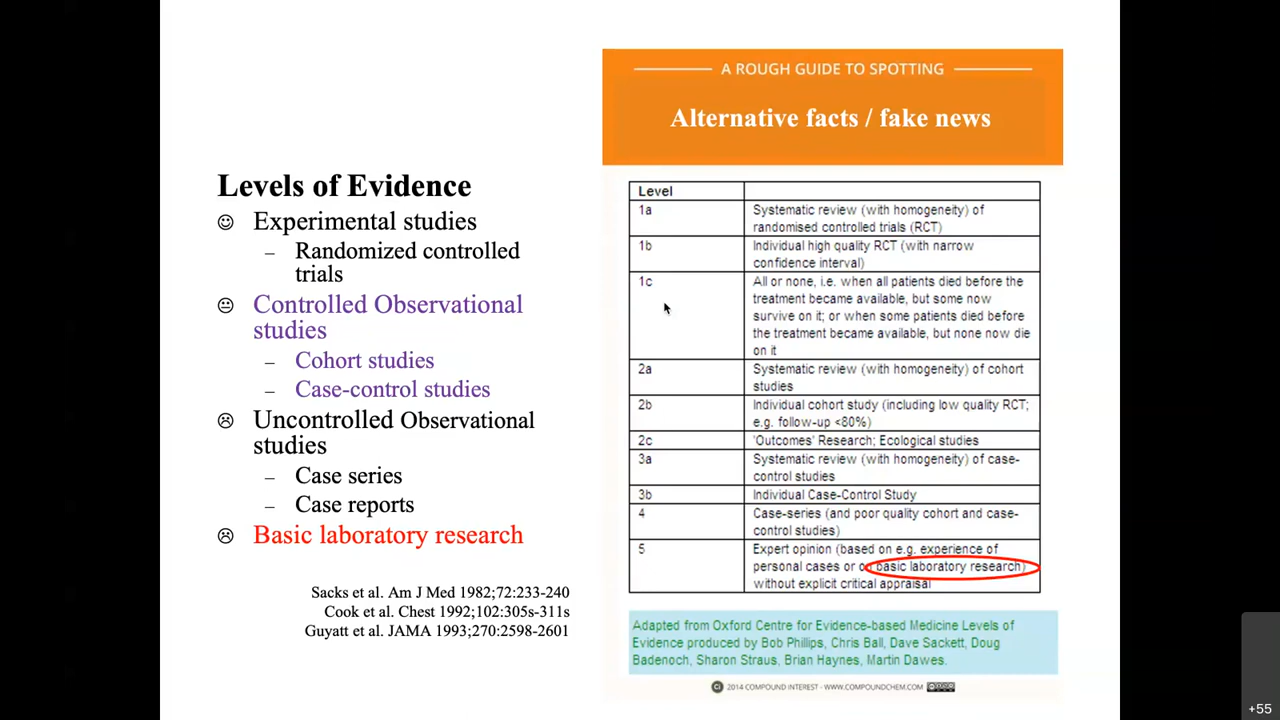 Levels of Evidence
Experimental studies
– Randomized controlled
trials
Controlled Observational
studies
– Cohort studies
– Case-control studies
Uncontrolled Observational
studies
– Case series
– Case reports
Basic laboratory research
Sacks et al. Am J Med 1982;72:233-240
Cook et al. Chest 1992;102:305s-311s
Guyatt et al. JAMA 1993;270:2598-2601
A ROUGH GUIDE TO SPOTTING
Alternative facts / fake news
Level
1a Systematic review (with homogeneity) of
randomised controlled trials (RCT)
1b Individual high quality RCT (with narrow
confidence interval)
1c All or none, i.e. when all patients died before the
treatment became available, but some now
survive on it; or when some patients died before
the treatment became available, but none now die
on it
2a Systematic review (with homogeneity) of cohort
studies
2b Individual cohort study (including low quality RCT;
e.g. follow-up <80%)
2c 'Outcomes' Research; Ecological studies
3a Systematic review (with homogeneity) of case-
control studies
3b Individual Case-Control Study
4 Case-series (and poor quality cohort and case-
control studies)
5 Expert opinion (based on e.g. experience of
personal cases or on basic laboratory research)
without explicit critical appraisal
Adapted from Oxford Centre for Evidence-based Medicine Levels of
Evidence produced by Bob Phillips, Chris Ball, Dave Sackett, Doug
Badenoch, Sharon Straus, Brian Haynes, Martin Dawes.
Ci 2014 COMPOUND INTEREST - WWW.COMPOUNDCHEM.COM
+55